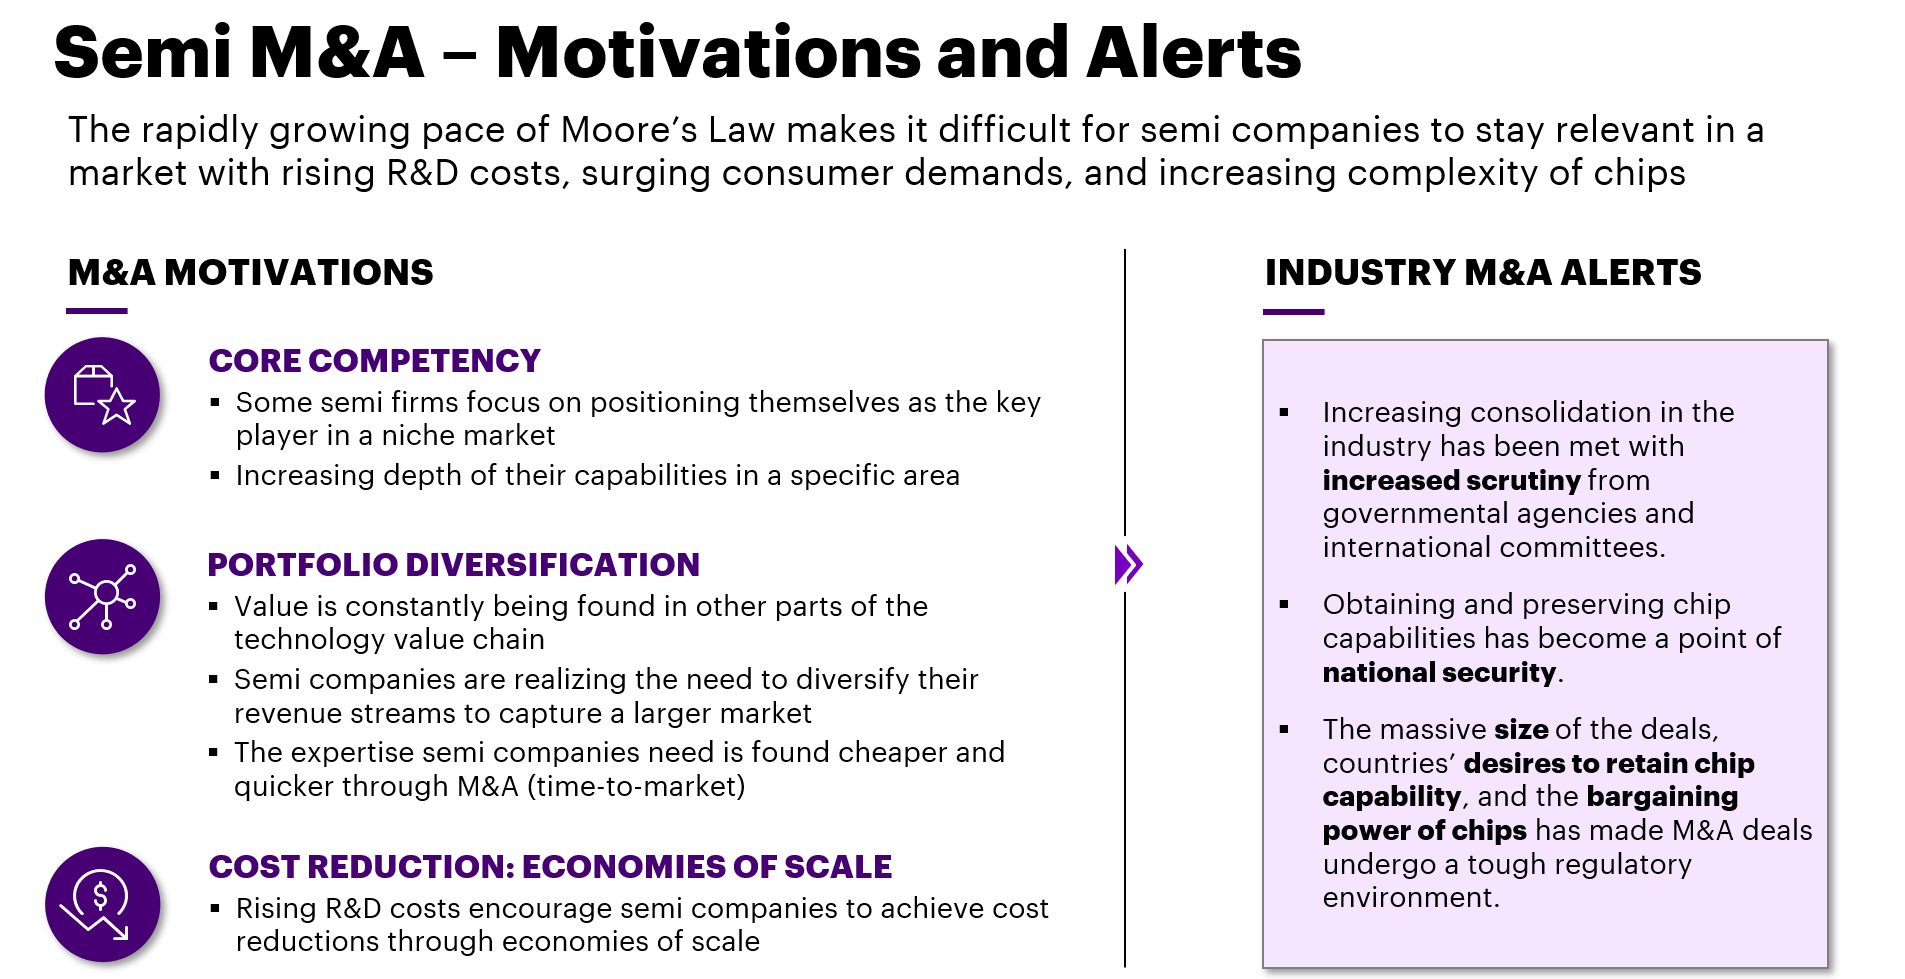 Semi M&A – Motivations and Alerts
The rapidly growing pace of Moore’s Law makes it difficult for semi companies to stay relevant in a
market with rising R&D costs, surging consumer demands, and increasing complexity of chips
M&A MOTIVATIONS
CORE COMPETENCY
▪ Some semi firms focus on positioning themselves as the key
player in a niche market
▪ Increasing depth of their capabilities in a specific area
PORTFOLIO DIVERSIFICATION
▪ Value is constantly being found in other parts of the
technology value chain
▪ Semi companies are realizing the need to diversify their
revenue streams to capture a larger market
▪ The expertise semi companies need is found cheaper and
quicker through M&A (time-to-market)
$
COST REDUCTION: ECONOMIES OF SCALE
▪ Rising R&D costs encourage semi companies to achieve cost
reductions through economies of scale
INDUSTRY M&A ALERTS
▪ Increasing consolidation in the
industry has been met with
increased scrutiny from
governmental agencies and
international committees.
▪ Obtaining and preserving chip
capabilities has become a point of
national security.
▪ The massive size of the deals,
countries’ desires to retain chip
capability, and the bargaining
power of chips has made M&A deals
undergo a tough regulatory
environment.